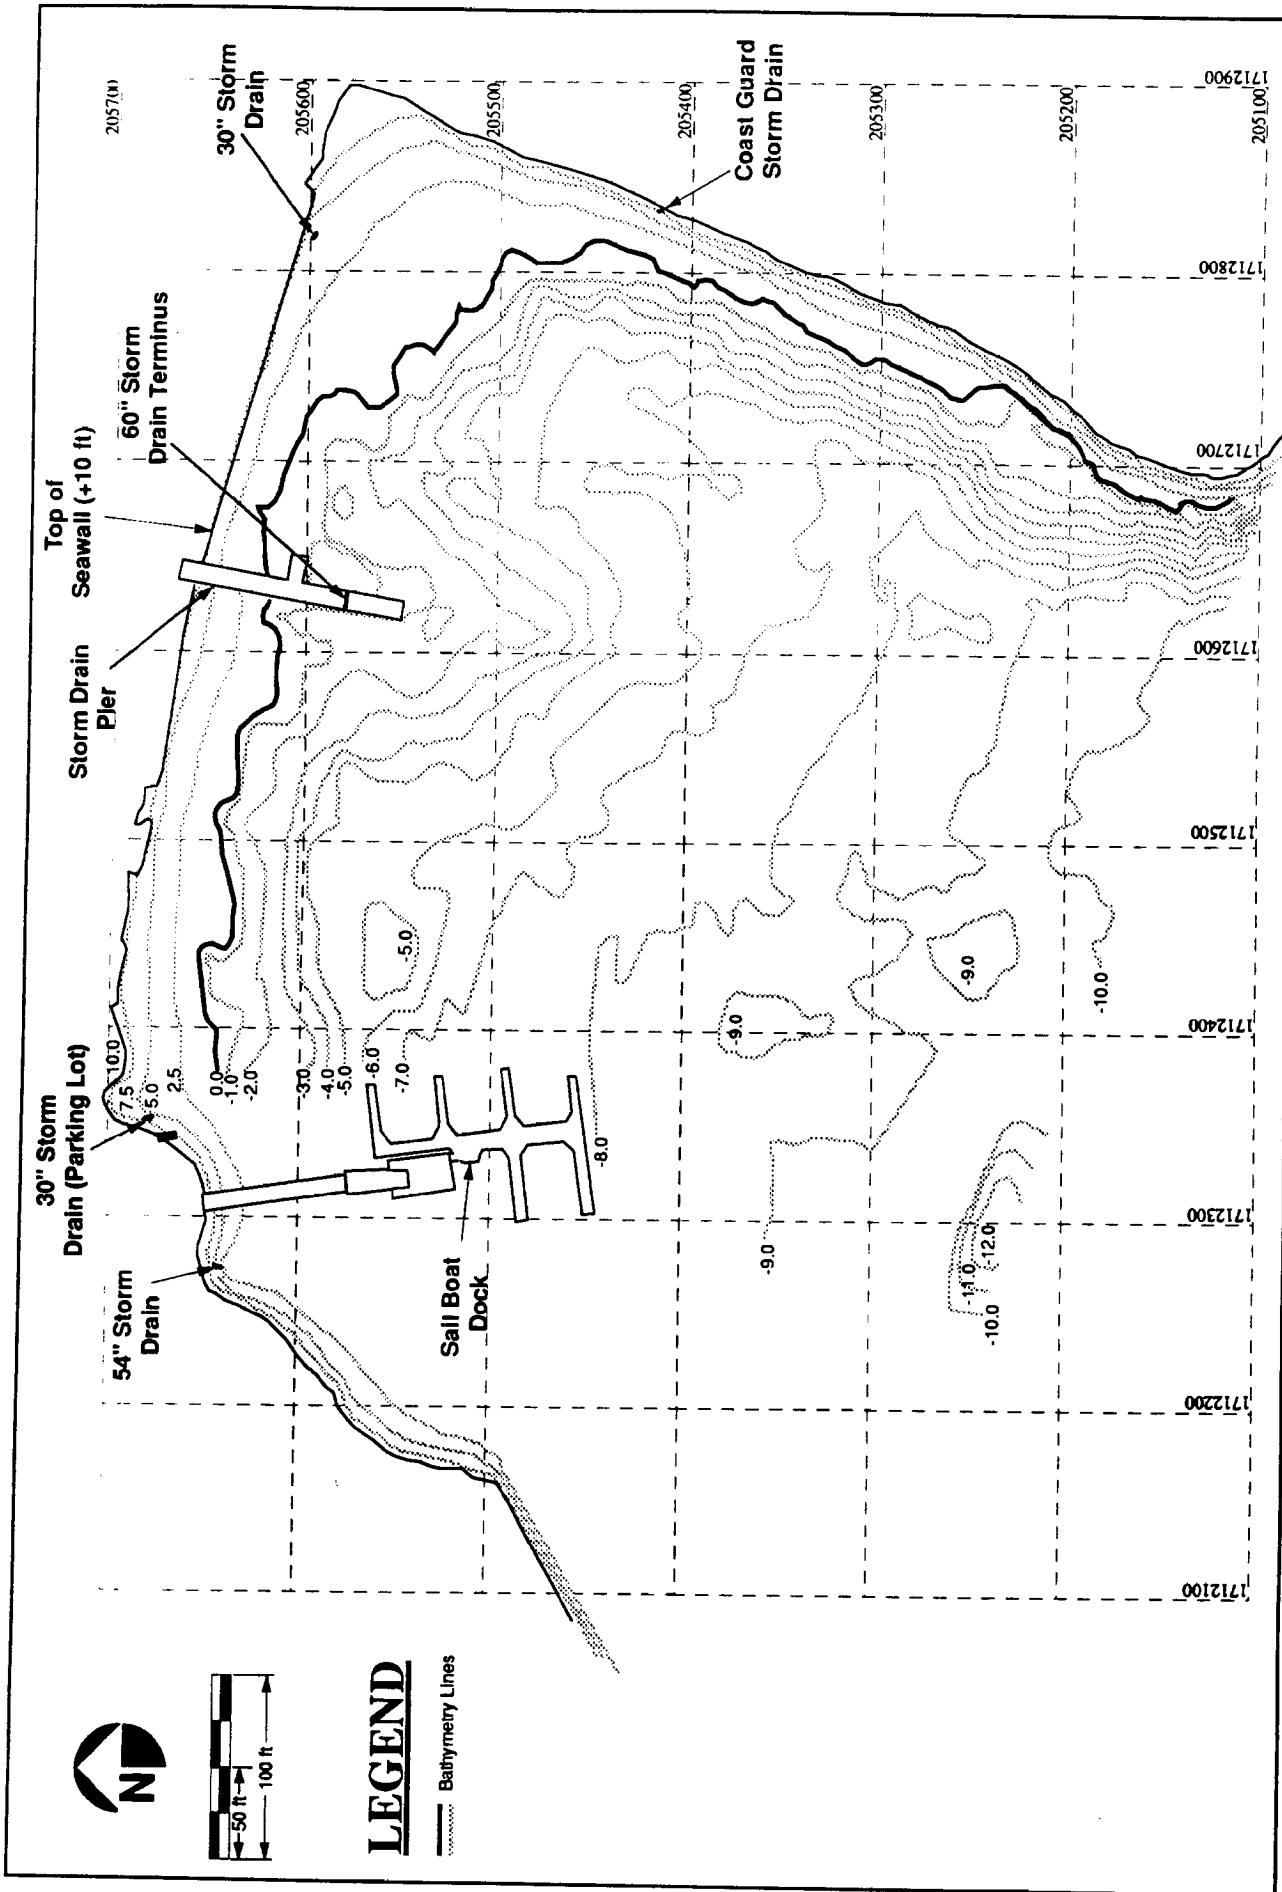 Top of
Seawall (+10 ft)
30" Storm
Drain
60" Storm
Drain Terminus
Storm Drain
Pier
30" Storm
Drain (Parking Lot)
54" Storm
Drain
Sail Boat
Dock
Coast Guard
Storm Drain
205700
205600
205500
205400
205300
205200
205100
1712900
1712800
1712700
1712600
1712500
1712400
1712300
1712200
1712100
10.0
7.5
5.0
2.5
0.0
-1.0
-2.0
-3.0
-4.0
-5.0
-6.0
-7.0
-8.0
-5.0
-9.0
-9.0
-10.0
-9.0
-12.0
-11.0
-10.0
N
50 ft
100 ft
LEGEND
Bathymetry Lines